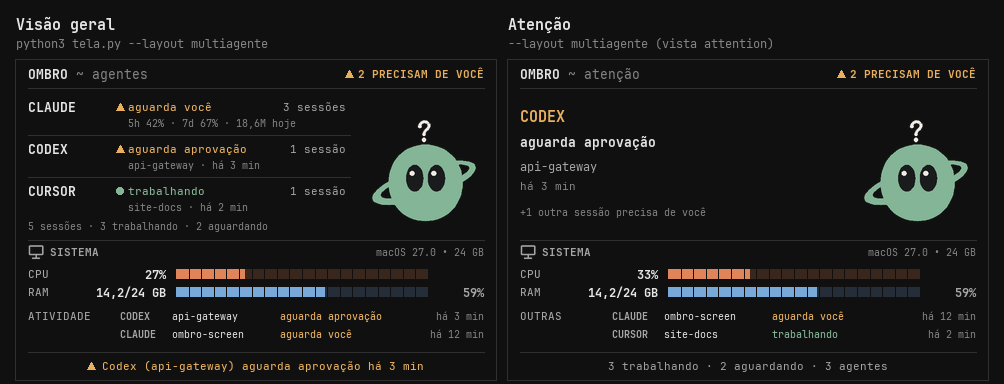 Visão geral
python3 tela.py --layout multiagente
OMBRO ~ agentes
2 PRECISAM DE VOCÊ
CLAUDE aguarda você 3 sessões
5h 42% · 7d 67% · 18,6M hoje
CODEX aguarda aprovação 1 sessão
api-gateway · há 3 min
CURSOR trabalhando 1 sessão
site-docs · há 2 min
5 sessões · 3 trabalhando · 2 aguardando
?
SISTEMA macOS 27.0 • 24 GB
CPU 27%
RAM 14,2/24 GB 59%
ATIVIDADE CODEX api-gateway aguarda aprovação há 3 min
CLAUDE ombro-screen aguarda você há 12 min
Codex (api-gateway) aguarda aprovação há 3 min
Atenção
--layout multiagente (vista attention)
OMBRO ~ atenção
2 PRECISAM DE VOCÊ
CODEX
aguarda aprovação
api-gateway
há 3 min
+1 outra sessão precisa de você
?
SISTEMA macOS 27.0 • 24 GB
CPU 33%
RAM 14,2/24 GB 59%
OUTRAS CLAUDE ombro-screen aguarda você há 12 min
CURSOR site-docs trabalhando há 2 min
3 trabalhando · 2 aguardando · 3 agentes